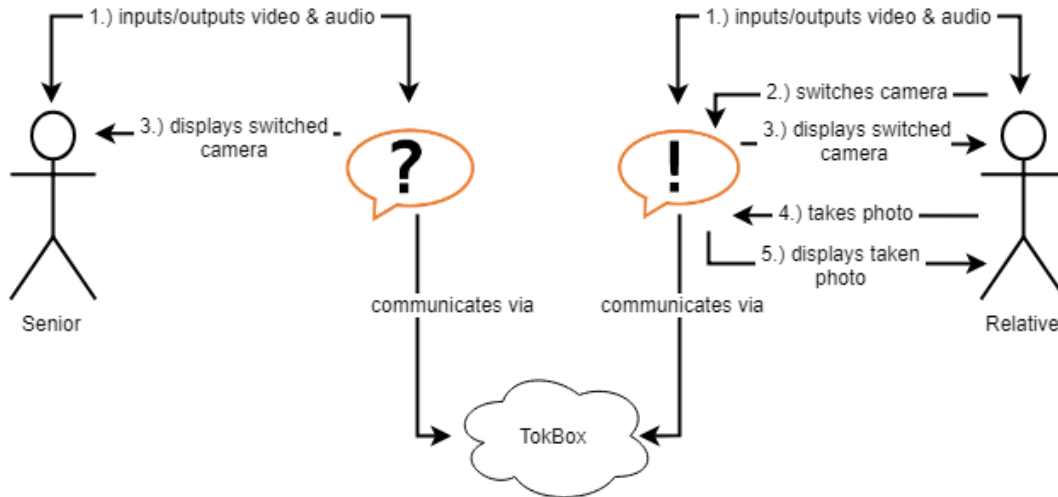 1.) inputs/outputs video & audio
1.) inputs/outputs video & audio
2.) switches camera
3.) displays switched
camera
3.) displays switched
camera
?
!
4.) takes photo
5.) displays taken
photo
communicates via
communicates via
Senior
Relative
TokBox